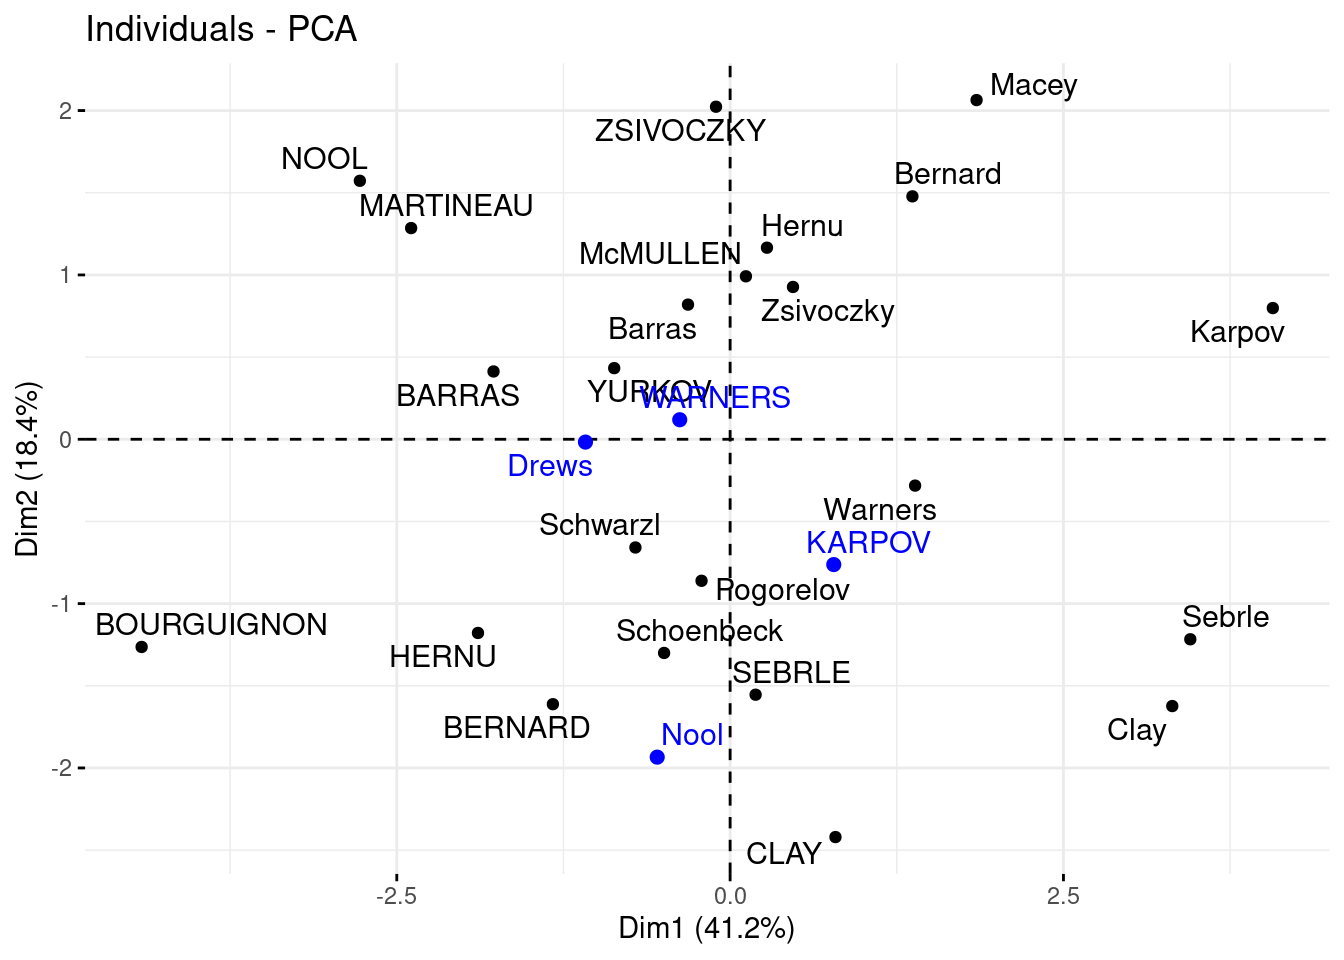 Individuals - PCA
Macey
ZSIVOCZKY
NOOL
Bernard
MARTINEAU
Hernu
McMULLEN
Zsivoczky
Barras
Karpov
BARRAS
YURKOV
WARNERS
Drews
Warners
Schwarzl
KARPOV
Pogorelov
Sebrle
BOURGUIGNON
Schoenbeck
HERNU
SEBRLE
BERNARD
Clay
Nool
CLAY
2
1
0
-1
-2
Dim2 (18.4%)
-2.5
0.0
2.5
Dim1 (41.2%)